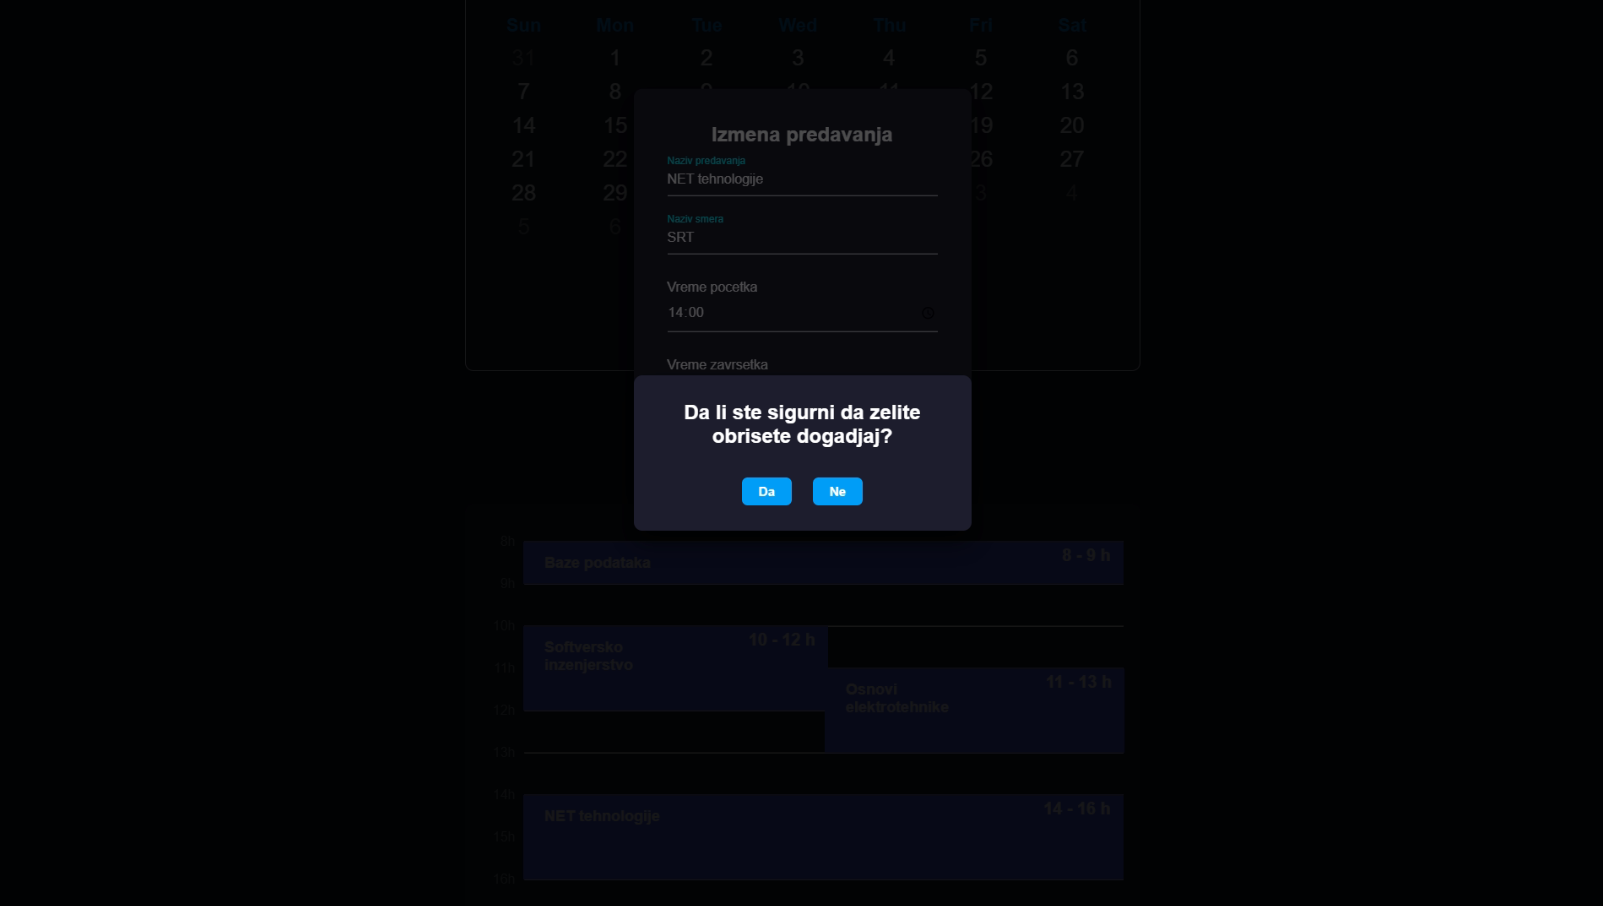 Sun Mon Tue Wed Thu Fri Sat
31 1 2 3 4 5 6
7 8 9 10 11 12 13
14 15 19 20
21 22 26 27
28 29 3 4
5 6
Izmena predavanja
Naziv predavanja
NET tehnologije
Naziv smera
SRT
Vreme pocetka
14:00
Vreme zavrsetka
Da li ste sigurni da zelite
obrisete dogadjaj?
Da Ne
8h
Baze podataka 8 - 9 h
9h
10h
Softversko 10 - 12 h
inzenjerstvo
11h
Osnovi 11 - 13 h
elektrotehnike
12h
13h
14h
NET tehnologije 14 - 16 h
15h
16h